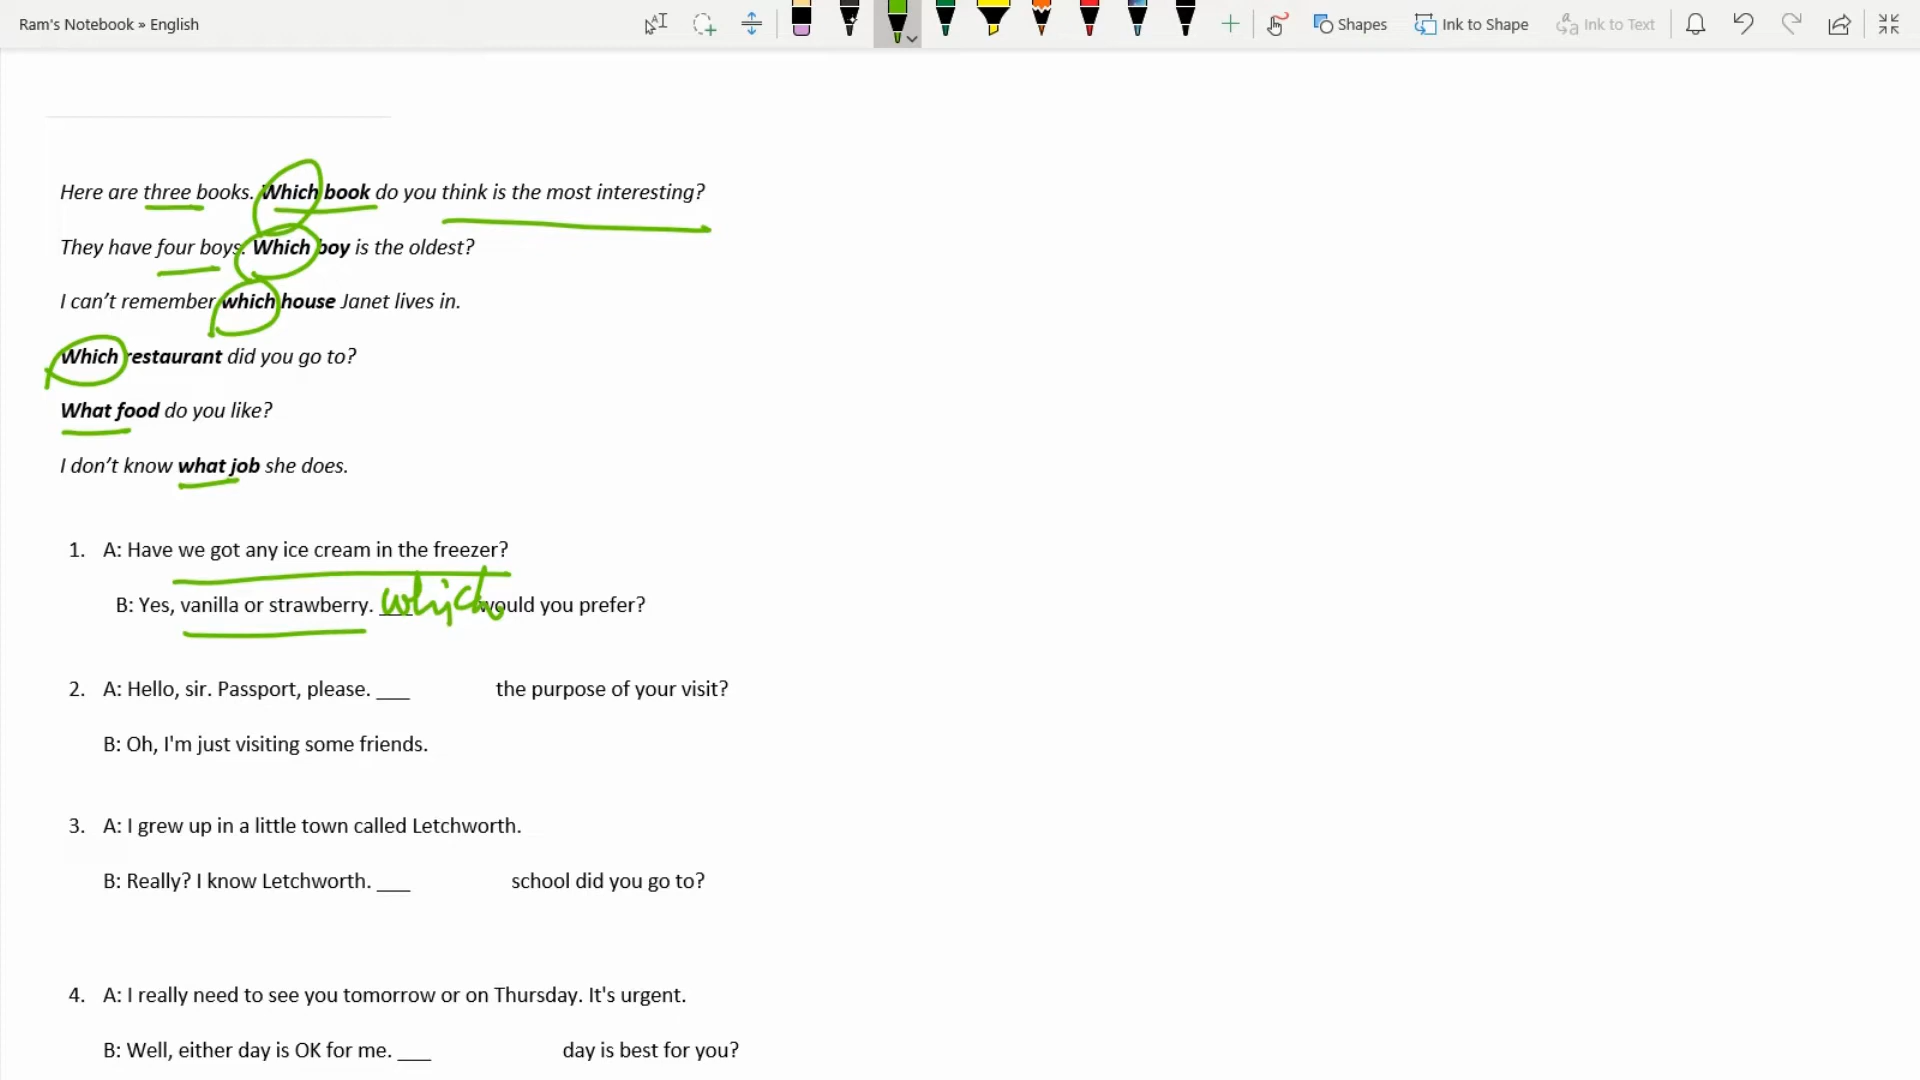 Ram's Notebook » English
Shapes
Ink to Shape
Ink to Text
Here are three books. Which book do you think is the most interesting?
They have four boys. Which boy is the oldest?
I can’t remember which house Janet lives in.
Which restaurant did you go to?
What food do you like?
I don’t know what job she does.
1. A: Have we got any ice cream in the freezer?
B: Yes, vanilla or strawberry. which would you prefer?
2. A: Hello, sir. Passport, please. ___ the purpose of your visit?
B: Oh, I'm just visiting some friends.
3. A: I grew up in a little town called Letchworth.
B: Really? I know Letchworth. ___ school did you go to?
4. A: I really need to see you tomorrow or on Thursday. It's urgent.
B: Well, either day is OK for me. ___ day is best for you?